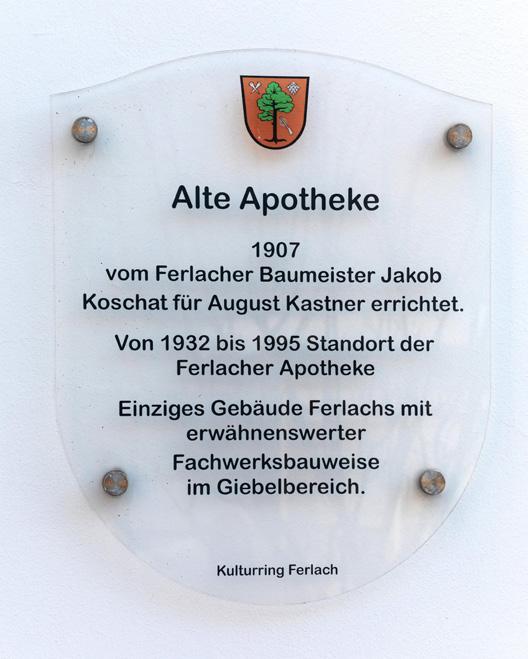 Alte Apotheke
1907
vom Ferlacher Baumeister Jakob
Koschat für August Kastner errichtet.
Von 1932 bis 1995 Standort der
Ferlacher Apotheke
Einziges Gebäude Ferlachs mit
erwähnenswerter
Fachwerksbauweise
im Giebelbereich.
Kulturring Ferlach